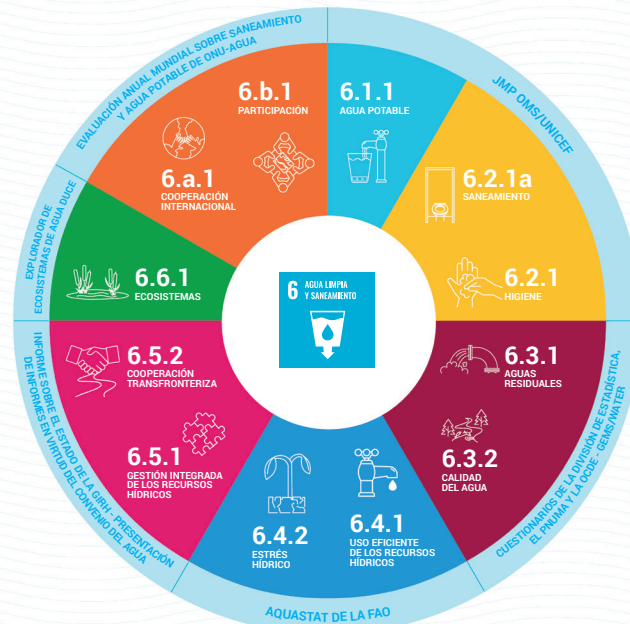 EVALUACIÓN ANUAL MUNDIAL SOBRE SANEAMIENTO
Y AGUA POTABLE DE ONU-AGUA
6.b.1
PARTICIPACIÓN
6.a.1
COOPERACIÓN
INTERNACIONAL
JMP OMS/UNICEF
6.1.1
AGUA POTABLE
6.2.1a
SANEAMIENTO
6.2.1
HIGIENE
CUESTIONARIOS DE LA DIVISIÓN DE ESTADÍSTICA,
EL PNUMA Y LA OCDE - GEMS/WATER
6.3.1
AGUAS
RESIDUALES
6.3.2
CALIDAD
DEL AGUA
AQUASTAT DE LA FAO
6.4.1
USO EFICIENTE
DE LOS RECURSOS
HÍDRICOS
6.4.2
ESTRÉS
HÍDRICO
INFORME SOBRE EL ESTADO DE LA GIRH - PRESENTACIÓN
DE INFORMES EN VIRTUD DEL CONVENIO DEL AGUA
6.5.1
GESTIÓN INTEGRADA
DE LOS RECURSOS
HÍDRICOS
6.5.2
COOPERACIÓN
TRANSFRONTERIZA
EXPLORADOR DE
ECOSISTEMAS DE AGUA DUCE
6.6.1
ECOSISTEMAS
6 AGUA LIMPIA
Y SANEAMIENTO